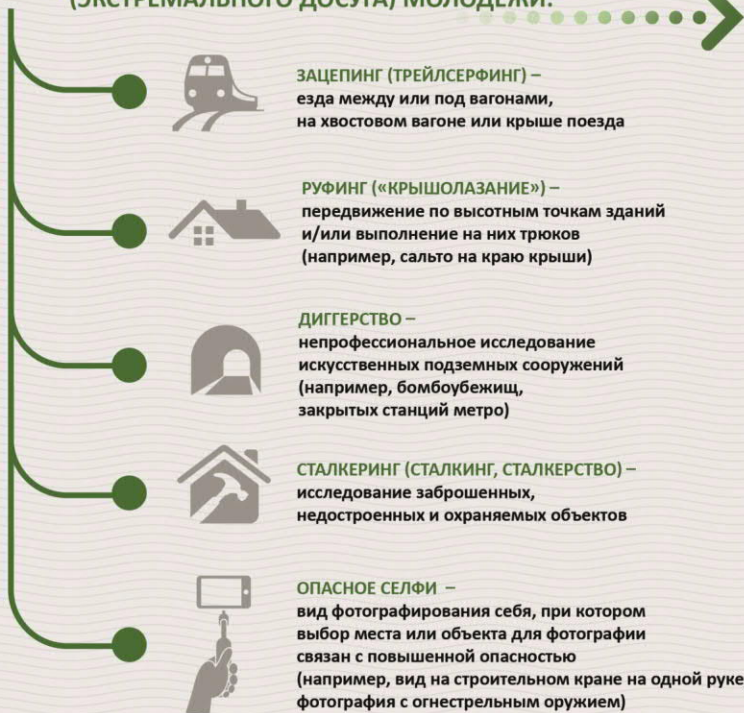 (ЭКСТРЕМАЛЬНОГО ДОСУГА) МОЛОДЕЖИ:
ЗАЦЕПИНГ (ТРЕЙЛСЕРФИНГ) –
езда между или под вагонами,
на хвостовом вагоне или крыше поезда
РУФИНГ («КРЫШОЛАЗАНИЕ») –
передвижение по высотным точкам зданий
и/или выполнение на них трюков
(например, сальто на краю крыши)
ДИГГЕРСТВО –
непрофессиональное исследование
искусственных подземных сооружений
(например, бомбоубежищ,
закрытых станций метро)
СТАЛКЕРИНГ (СТАЛКИНГ, СТАЛКЕРСТВО) –
исследование заброшенных,
недостроенных и охраняемых объектов
ОПАСНОЕ СЕЛФИ –
вид фотографирования себя, при котором
выбор места или объекта для фотографии
связан с повышенной опасностью
(например, вид на строительном кране на одной руке
фотография с огнестрельным оружием)